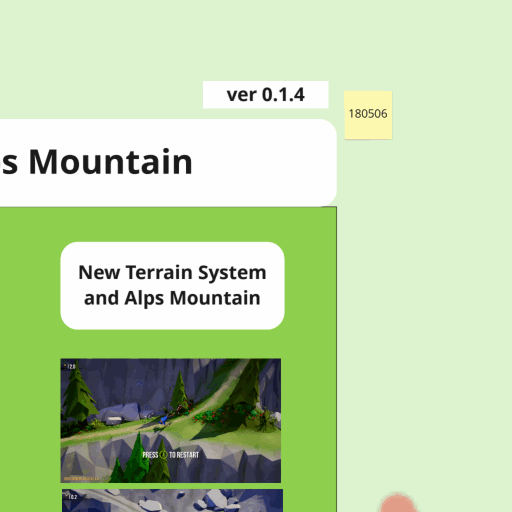 ver 0.1.4
180506
s Mountain
New Terrain System
and Alps Mountain
PRESS TO RESTART